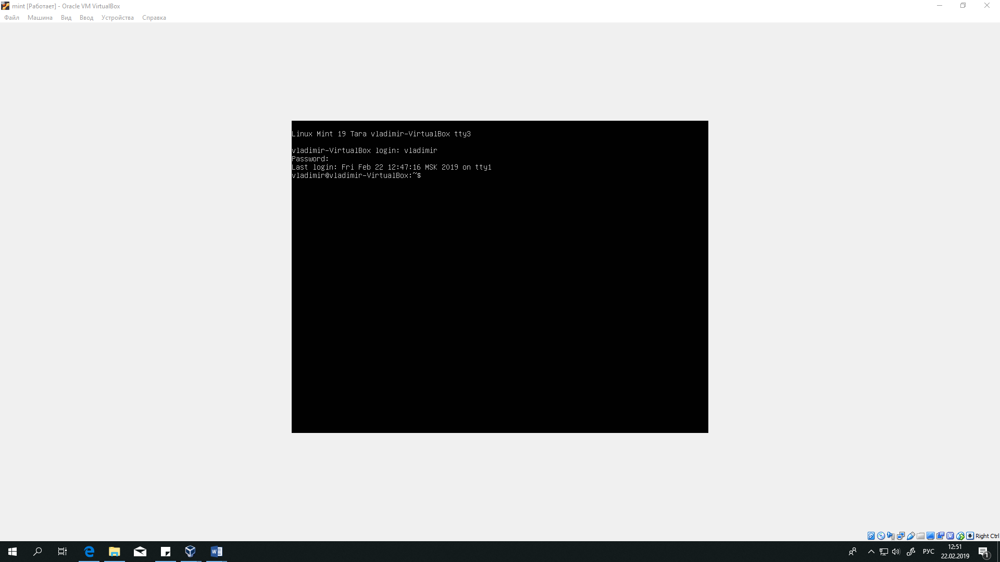 mint [Работает] - Oracle VM VirtualBox
Файл Машина Вид Ввод Устройства Справка
Linux Mint 19 Tara vladimir-VirtualBox tty3
vladimir-VirtualBox login: vladimir
Password:
Last login: Fri Feb 22 12:47:16 MSK 2019 on tty1
vladimir@vladimir-VirtualBox:~$
Right Ctrl
РУС
12:51
22.02.2019
1